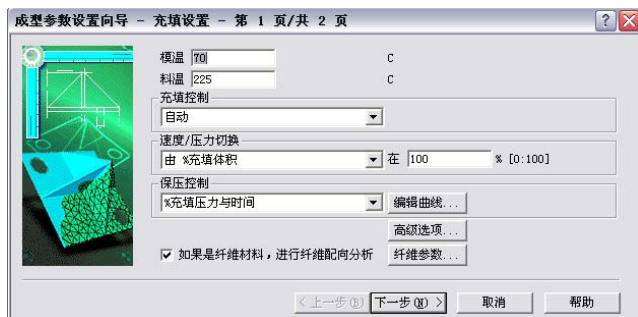 成型参数设置向导 - 充填设置 - 第 1 页/共 2 页
模温 70 C
料温 225 C
充填控制
自动
速度/压力切换
由 %充填体积 在 100 % [0:100]
保压控制
%充填压力与时间 编辑曲线...
高级选项...
如果是纤维材料，进行纤维配向分析 纤维参数...
< 上一步(B) 下一步(N) > 取消 帮助